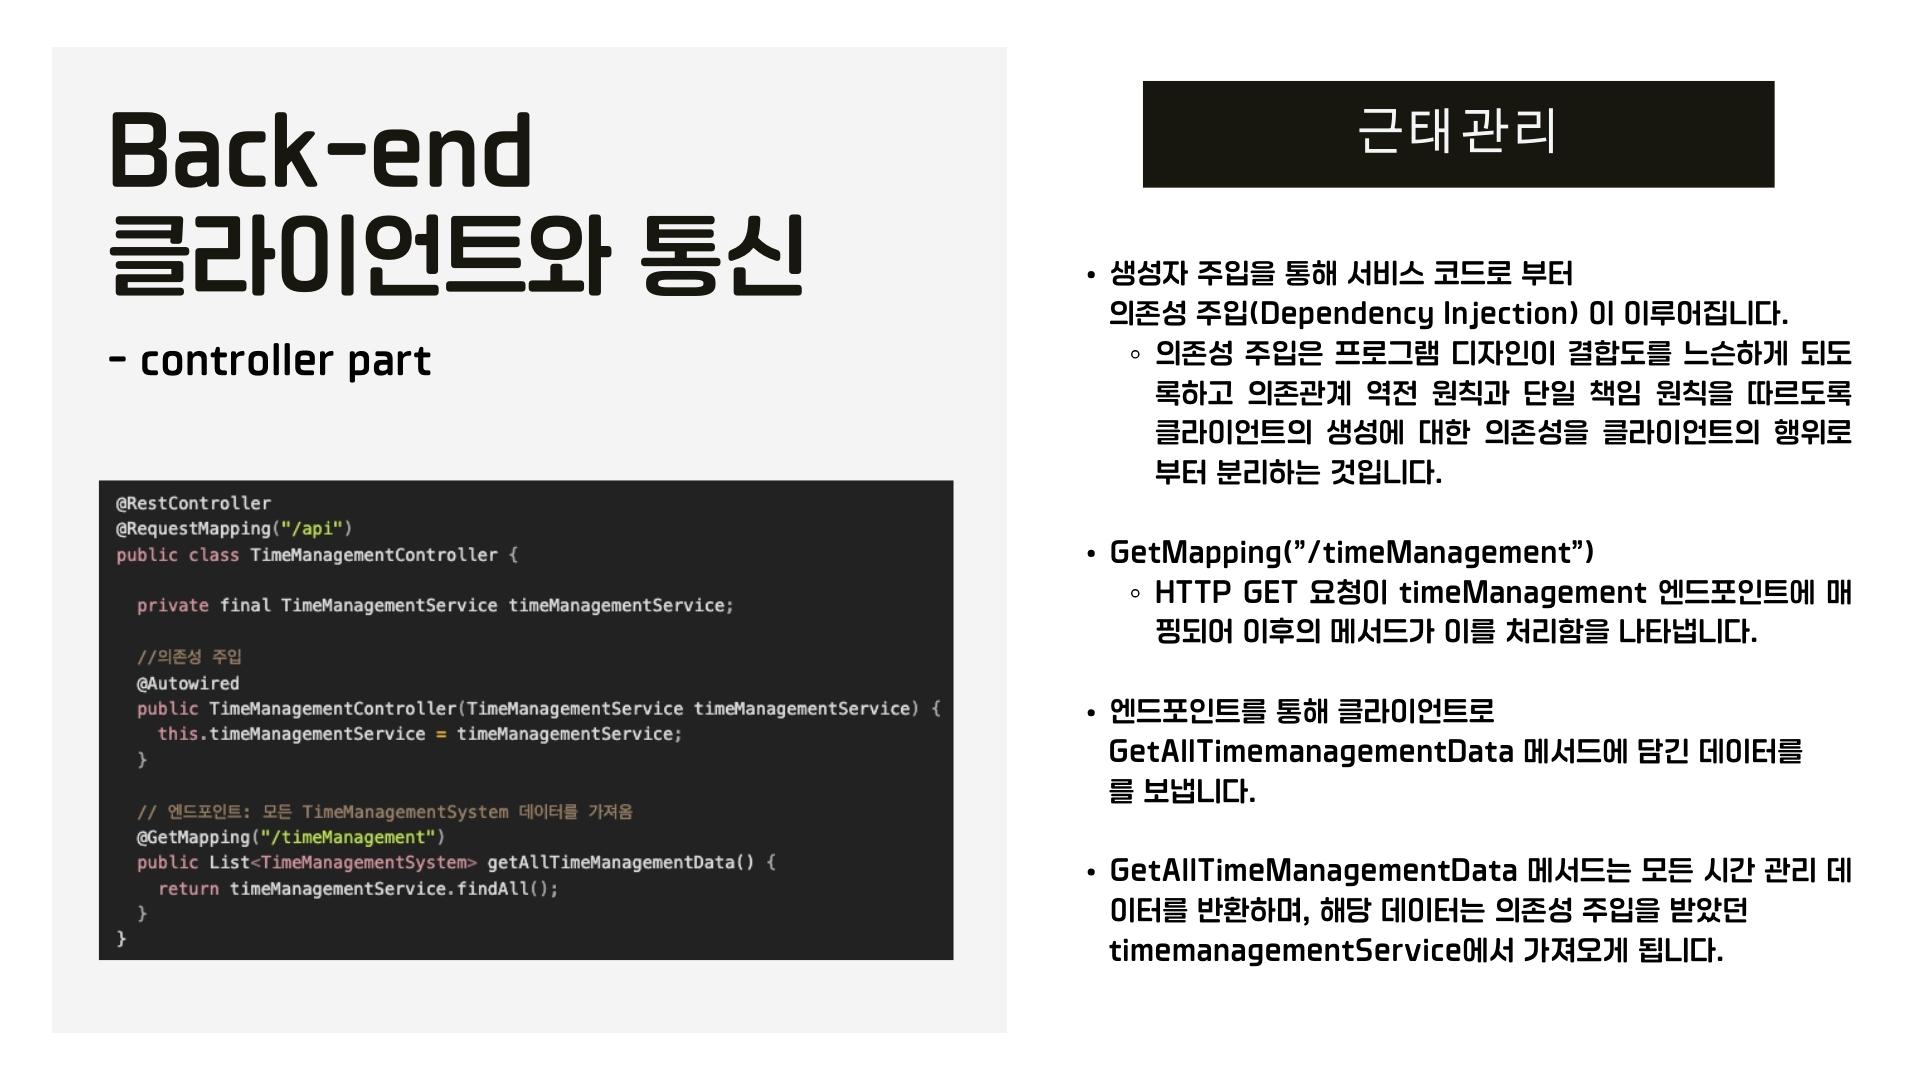 Back-end
클라이언트와 통신
- controller part
@RestController
@RequestMapping("/api")
public class TimeManagementController {
private final TimeManagementService timeManagementService;
//의존성 주입
@Autowired
public TimeManagementController(TimeManagementService timeManagementService) {
this.timeManagementService = timeManagementService;
}
// 엔드포인트: 모든 TimeManagementSystem 데이터를 가져옴
@GetMapping("/timeManagement")
public List<TimeManagementSystem> getAllTimeManagementData() {
return timeManagementService.findAll();
}
}
근태관리
• 생성자 주입을 통해 서비스 코드로 부터
의존성 주입(Dependency Injection) 이 이루어집니다.
◦ 의존성 주입은 프로그램 디자인이 결합도를 느슨하게 되도
록하고 의존관계 역전 원칙과 단일 책임 원칙을 따르도록
클라이언트의 생성에 대한 의존성을 클라이언트의 행위로
부터 분리하는 것입니다.
• GetMapping(”/timeManagement”)
◦ HTTP GET 요청이 timeManagement 엔드포인트에 매
핑되어 이후의 메서드가 이를 처리함을 나타냅니다.
• 엔드포인트를 통해 클라이언트로
GetAllTimemanagementData 메서드에 담긴 데이터를
를 보냅니다.
• GetAllTimeManagementData 메서드는 모든 시간 관리 데
이터를 반환하며, 해당 데이터는 의존성 주입을 받았던
timemanagementService에서 가져오게 됩니다.